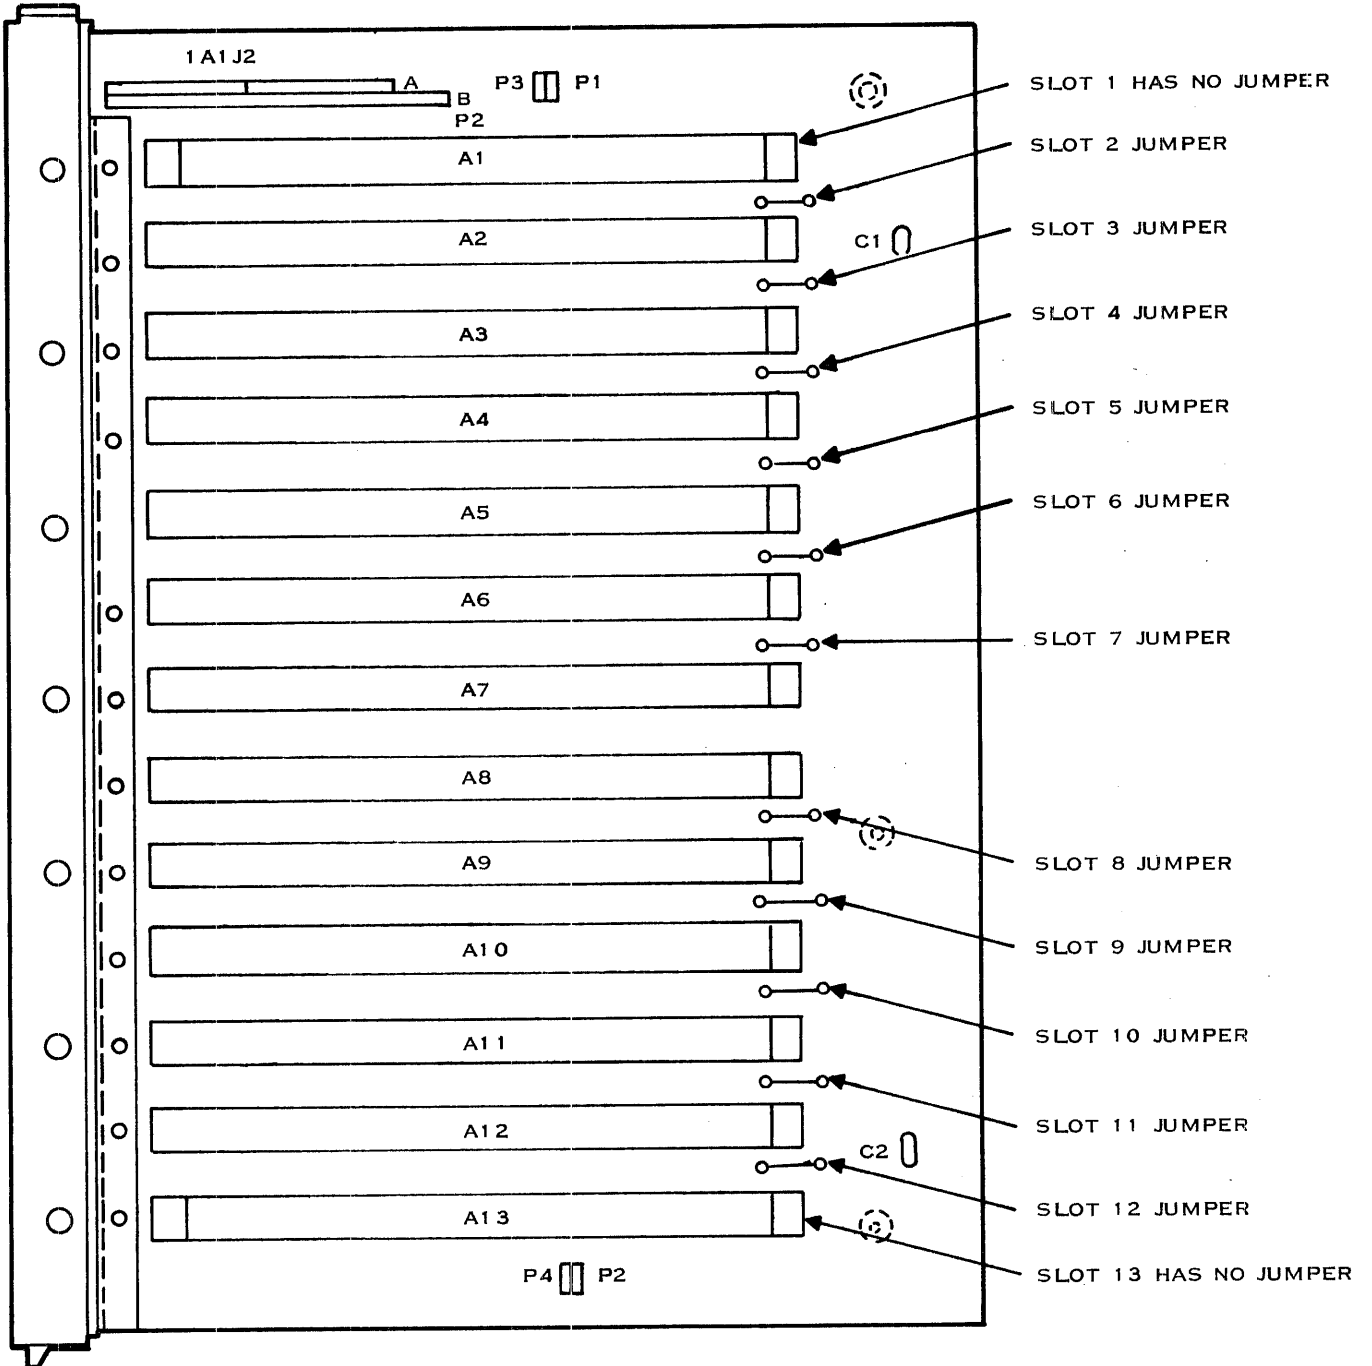 1A1J2
A
B
P3 P1
P2
SLOT 1 HAS NO JUMPER
A1
SLOT 2 JUMPER
A2
C1
SLOT 3 JUMPER
A3
SLOT 4 JUMPER
A4
SLOT 5 JUMPER
A5
SLOT 6 JUMPER
A6
SLOT 7 JUMPER
A7
A8
A9
SLOT 8 JUMPER
A10
SLOT 9 JUMPER
A11
SLOT 10 JUMPER
A12
SLOT 11 JUMPER
C2
A13
SLOT 12 JUMPER
P4 P2
SLOT 13 HAS NO JUMPER